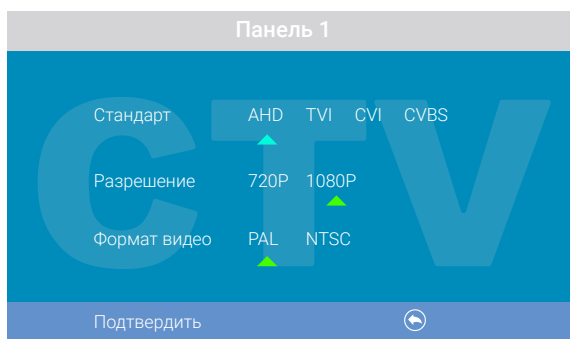 Панель 1
CTV
Стандарт AHD TVI CVI CVBS
Разрешение 720P 1080P
Формат видео PAL NTSC
Подтвердить